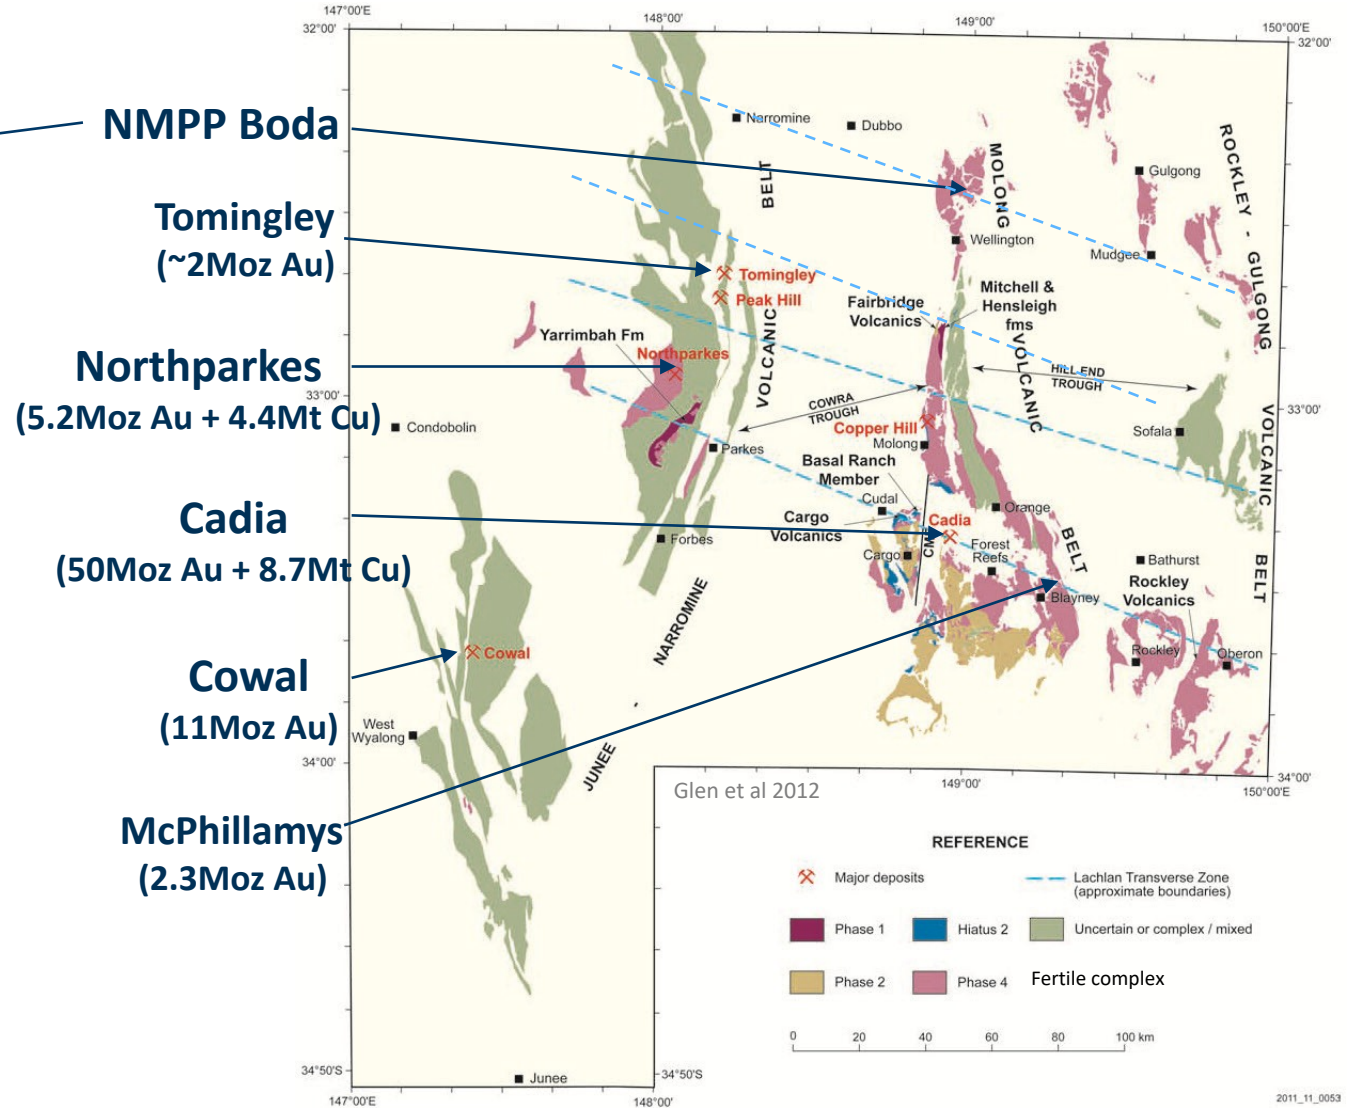 147°00'E
148°00'
149°00'
150°00'E
32°00'
32°00'
NMPP Boda
Narromine
Dubbo
Gulgong
MOLONG
ROCKLEY - GULGONG
BELT
Tomingley
(~2Moz Au)
Wellington
Mudgee
Tomingley
Peak Hill
Mitchell &
Hensleigh
fms
Fairbridge
Volcanics
Yarrimbah Fm
VOLCANIC
VOLCANIC
Northparkes
Northparkes
(5.2Moz Au + 4.4Mt Cu)
HILL END
TROUGH
COWRA
TROUGH
33°00'
33°00'
VOLCANIC
Condobolin
Copper Hill
Molong
Sofala
Parkes
Basal Ranch
Member
Cudal
Orange
Cadia
(50Moz Au + 8.7Mt Cu)
Cargo
Volcanics
Cadia
CMF
BELT
Forbes
Cargo
Forest
Reefs
Bathurst
BELT
Rockley
Volcanics
Blayney
NARROMINE
-
JUNEE
Cowal
(11Moz Au)
Cowal
Rockley
Oberon
West
Wyalong
34°00'
34°00'
149°00'E
150°00'E
Glen et al 2012
McPhillamys
(2.3Moz Au)
REFERENCE
Major deposits
Lachlan Transverse Zone
(approximate boundaries)
Phase 1
Hiatus 2
Uncertain or complex / mixed
Phase 2
Phase 4
Fertile complex
0 20 40 60 80 100 km
34°50'S
34°50'S
Junee
147°00'E
148°00'
2011_11_0053